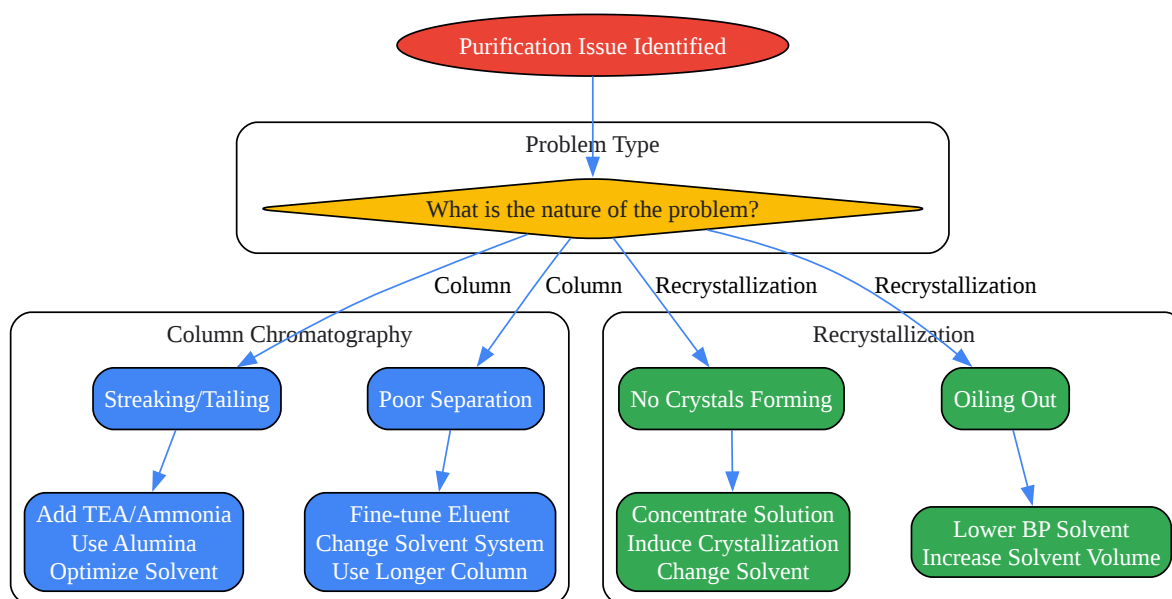 Purification Issue Identified
Problem Type
What is the nature of the problem?
Column
Column
Recrystallization
Recrystallization
Column Chromatography
Recrystallization
Streaking/Tailing
Poor Separation
No Crystals Forming
Oiling Out
Add TEA/Ammonia
Use Alumina
Optimize Solvent
Fine-tune Eluent
Change Solvent System
Use Longer Column
Concentrate Solution
Induce Crystallization
Change Solvent
Lower BP Solvent
Increase Solvent Volume